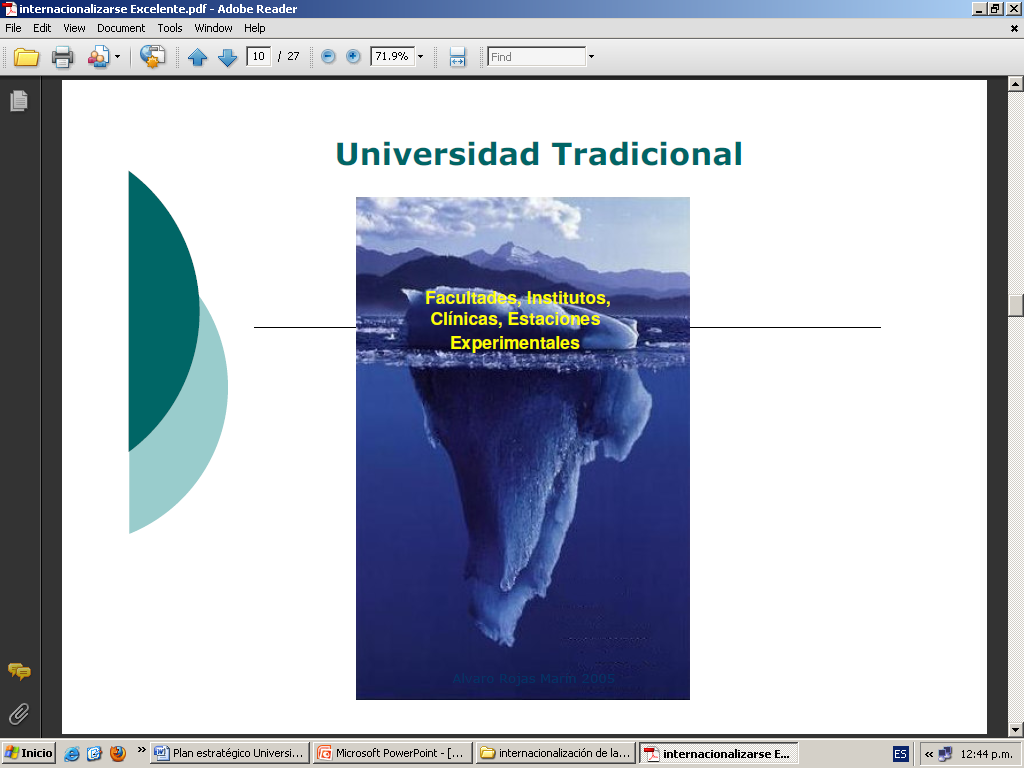 internacionalizarse Excelente.pdf - Adobe Reader
File Edit View Document Tools Window Help
10 / 27 71.9% Find
Universidad Tradicional
Facultades, Institutos,
Clínicas, Estaciones
Experimentales
Alvaro Rojas Marín 2005
Inicio » Plan estratégico Universi... Microsoft PowerPoint - [... internacionalización de la... internacionalizarse E... ES « 12:44 p.m.